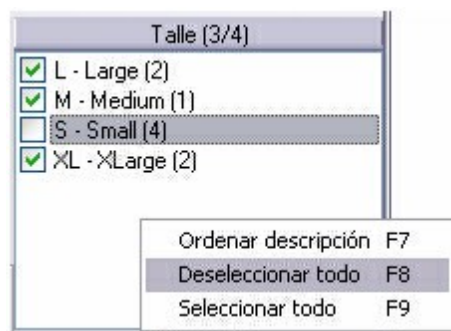 Talle (3/4)
L - Large (2)
M - Medium (1)
S - Small (4)
XL - XLarge (2)
Ordenar descripción F7
Deseleccionar todo F8
Seleccionar todo F9